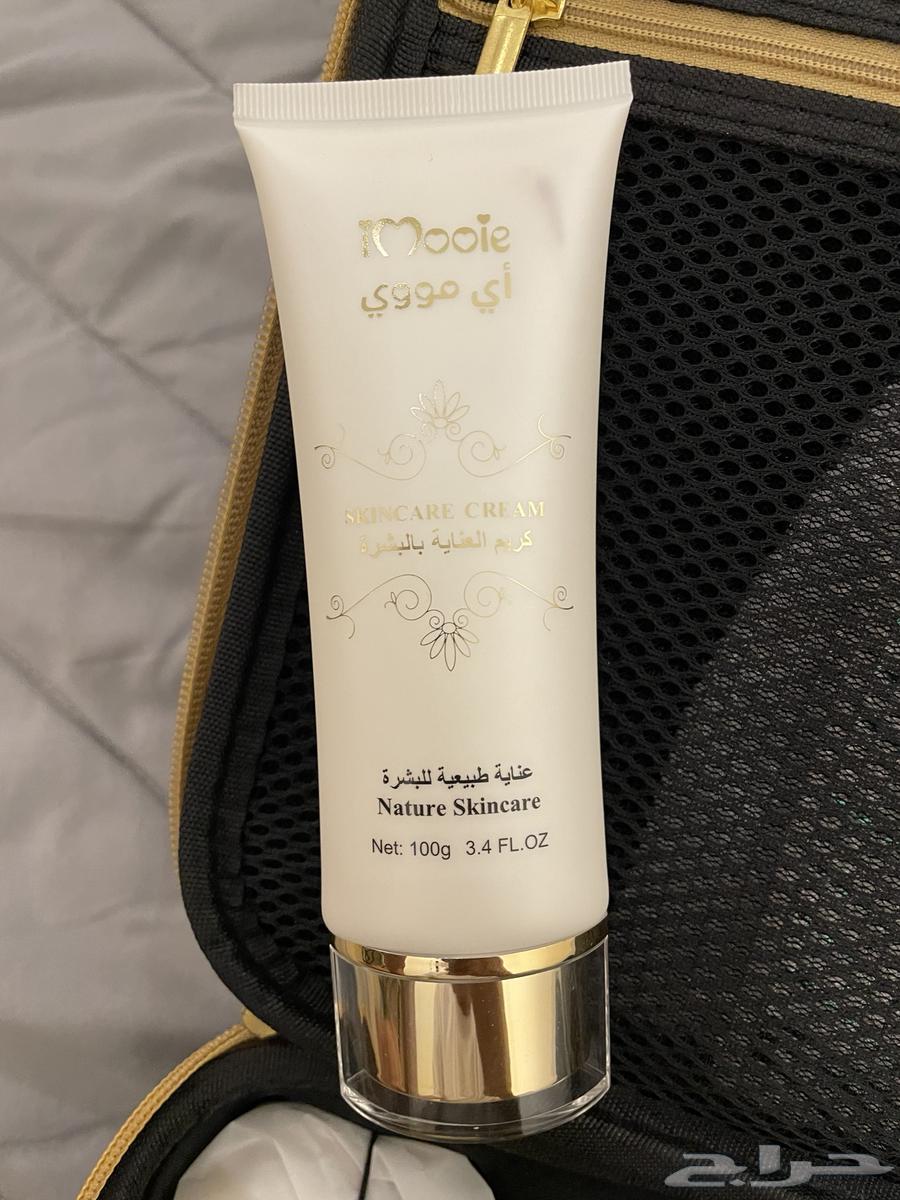 iMooie
أي مووي
SKINCARE CREAM
كريم العناية بالبشرة
عناية طبيعية للبشرة
Nature Skincare
Net: 100g 3.4 FL.OZ
حراج